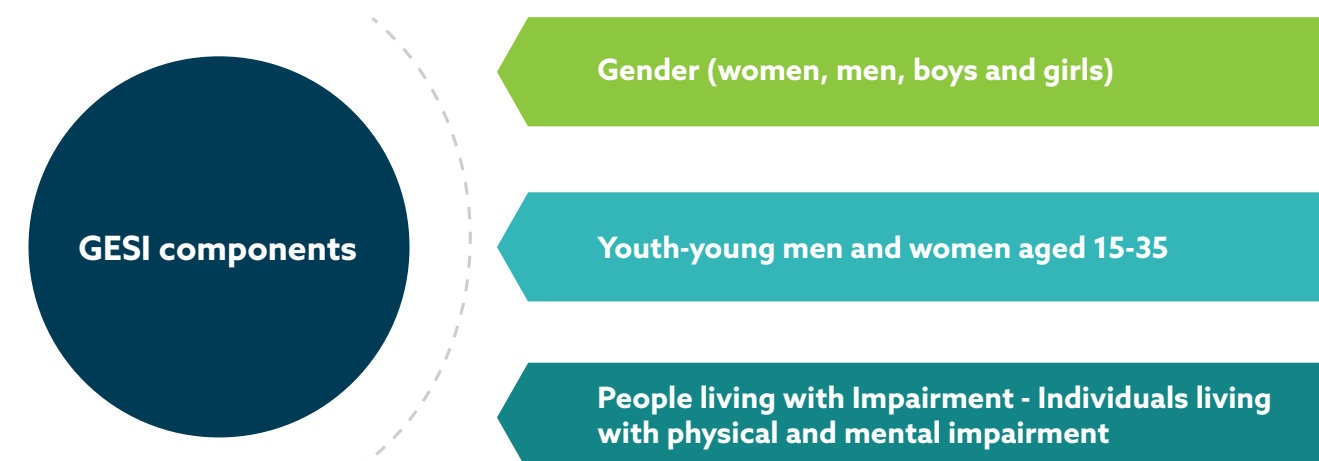 GESI components
Gender (women, men, boys and girls)
Youth-young men and women aged 15-35
People living with Impairment - Individuals living
with physical and mental impairment